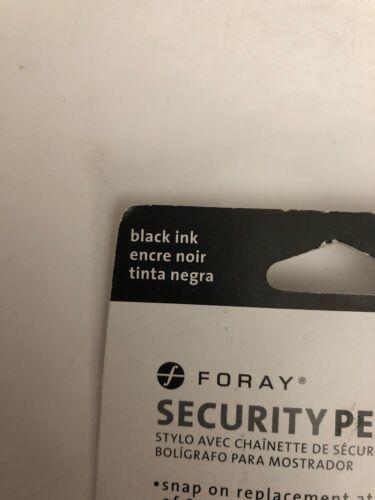 black ink
encre noir
tinta negra
FORAY®
SECURITY PE
STYLO AVEC CHAÎNETTE DE SÉCUR
BOLÍGRAFO PARA MOSTRADOR
•snap on replacement at